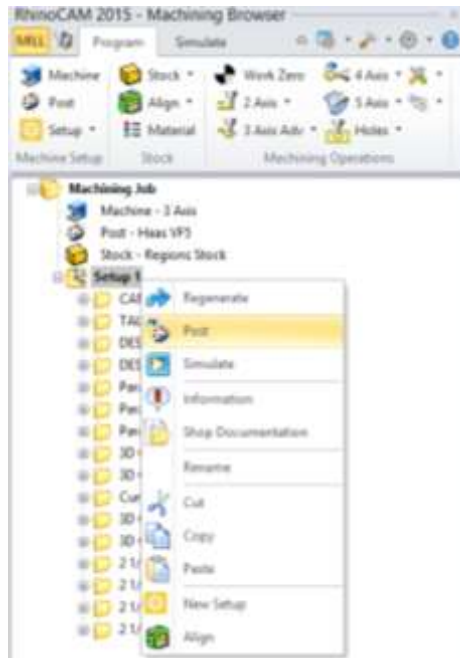 RhinoCAM 2015 - Machining Browser
MILL Program Simulate
Machine Stock Work Zero 4 Axis
Post Align 2 Axis 5 Axis
Setup Material 3 Axis Adv Holes
Machine Setup Stock Machining Operations
Machining Job
Machine - 3 Axis
Post - Haas VF5
Stock - Regions Stock
Setup 1
Regenerate
Post
Simulate
Information
Shop Documentation
Rename
Cut
Copy
Paste
New Setup
Align